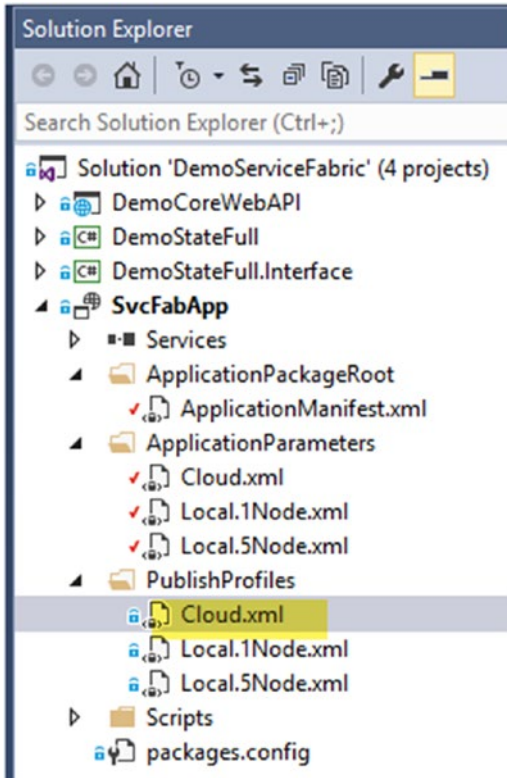 Solution Explorer
Search Solution Explorer (Ctrl+;)
Solution 'DemoServiceFabric' (4 projects)
DemoCoreWebAPI
C# DemoStateFull
C# DemoStateFull.Interface
SvcFabApp
Services
ApplicationPackageRoot
ApplicationManifest.xml
ApplicationParameters
Cloud.xml
Local.1Node.xml
Local.5Node.xml
PublishProfiles
Cloud.xml
Local.1Node.xml
Local.5Node.xml
Scripts
packages.config